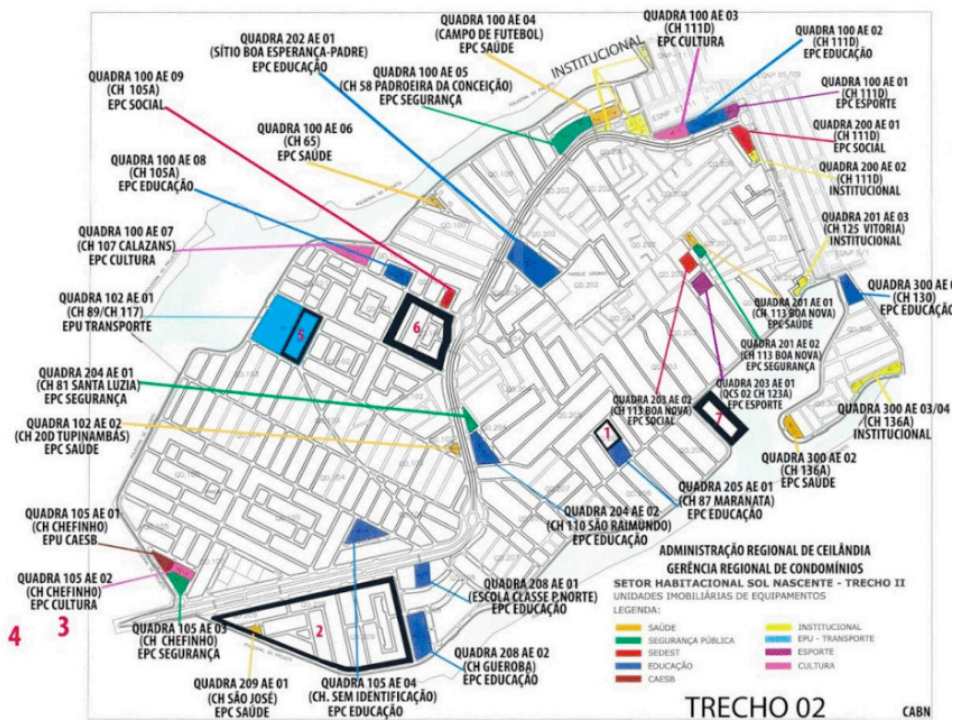 QUADRA 100 AE 04
(CAMPO DE FUTEBOL)
EPC SAÚDE
QUADRA 100 AE 03
(CH 111D)
EPC CULTURA
QUADRA 202 AE 01
(SÍTIO BOA ESPERANÇA-PADRE)
EPC EDUCAÇÃO
INSTITUCIONAL
QUADRA 100 AE 02
(CH 111D)
EPC EDUCAÇÃO
QUADRA 100 AE 09
(CH 105A)
EPC SOCIAL
QUADRA 100 AE 05
(CH 58 PADROEIRA DA CONCEIÇÃO)
EPC SEGURANÇA
QUADRA 100 AE 01
(CH 111D)
EPC ESPORTE
QUADRA 100 AE 06
(CH 65)
EPC SAÚDE
QUADRA 200 AE 01
(CH 111D)
EPC SOCIAL
QUADRA 100 AE 08
(CH 105A)
EPC EDUCAÇÃO
QUADRA 200 AE 02
(CH 111D)
INSTITUCIONAL
QUADRA 100 AE 07
(CH 107 CALAZANS)
EPC CULTURA
QUADRA 201 AE 03
(CH 125 VITORIA)
INSTITUCIONAL
QUADRA 102 AE 01
(CH 89/CH 117)
EPU TRANSPORTE
QUADRA 300 AE 0
(CH 130)
EPC EDUCAÇÃO
5
6
QUADRA 201 AE 01
(CH 113 BOA NOVA)
EPC SAÚDE
QUADRA 201 AE 02
(CH 113 BOA NOVA)
EPC SEGURANÇA
QUADRA 204 AE 01
(CH 81 SANTA LUZIA)
EPC SEGURANÇA
QUADRA 203 AE 01
(QCS 02 CH 123A)
EPC ESPORTE
QUADRA 203 AE 02
(CH 113 BOA NOVA)
EPC SOCIAL
7
1
QUADRA 300 AE 03/04
(CH 136A)
INSTITUCIONAL
QUADRA 102 AE 02
(CH 20D TUPINAMBÁS)
EPC SAÚDE
QUADRA 300 AE 02
(CH 136A)
EPC SAÚDE
QUADRA 205 AE 01
(CH 87 MARANATA)
EPC EDUCAÇÃO
QUADRA 204 AE 02
(CH 110 SÃO RAIMUNDO)
EPC EDUCAÇÃO
QUADRA 105 AE 01
(CH CHEFINHO)
EPU CAESB
QUADRA 105 AE 02
(CH CHEFINHO)
EPC CULTURA
4 3
QUADRA 105 AE 03
(CH CHEFINHO)
EPC SEGURANÇA
2
QUADRA 208 AE 01
(ESCOLA CLASSE P.NORTE)
EPC EDUCAÇÃO
QUADRA 208 AE 02
(CH GUEROBA)
EPC EDUCAÇÃO
QUADRA 209 AE 01
(CH SÃO JOSÉ)
EPC SAÚDE
QUADRA 105 AE 04
(CH. SEM IDENTIFICAÇÃO)
EPC EDUCAÇÃO
ADMINISTRAÇÃO REGIONAL DE CEILÂNDIA
GERÊNCIA REGIONAL DE CONDOMÍNIOS
SETOR HABITACIONAL SOL NASCENTE - TRECHO II
UNIDADES IMOBILIÁRIAS DE EQUIPAMENTOS
LEGENDA:
SAÚDE
SEGURANÇA PÚBLICA
SEDEST
EDUCAÇÃO
CAESB
INSTITUCIONAL
EPU - TRANSPORTE
ESPORTE
CULTURA
TRECHO 02
CABN